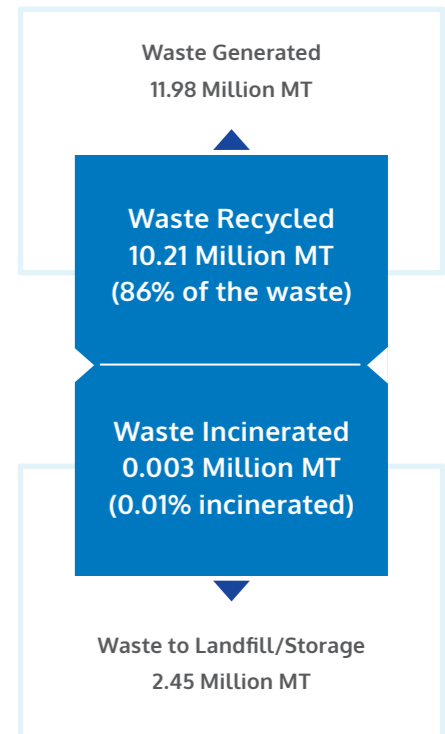 Waste Generated
11.98 Million MT
Waste Recycled
10.21 Million MT
(86% of the waste)
Waste Incinerated
0.003 Million MT
(0.01% incinerated)
Waste to Landfill/Storage
2.45 Million MT